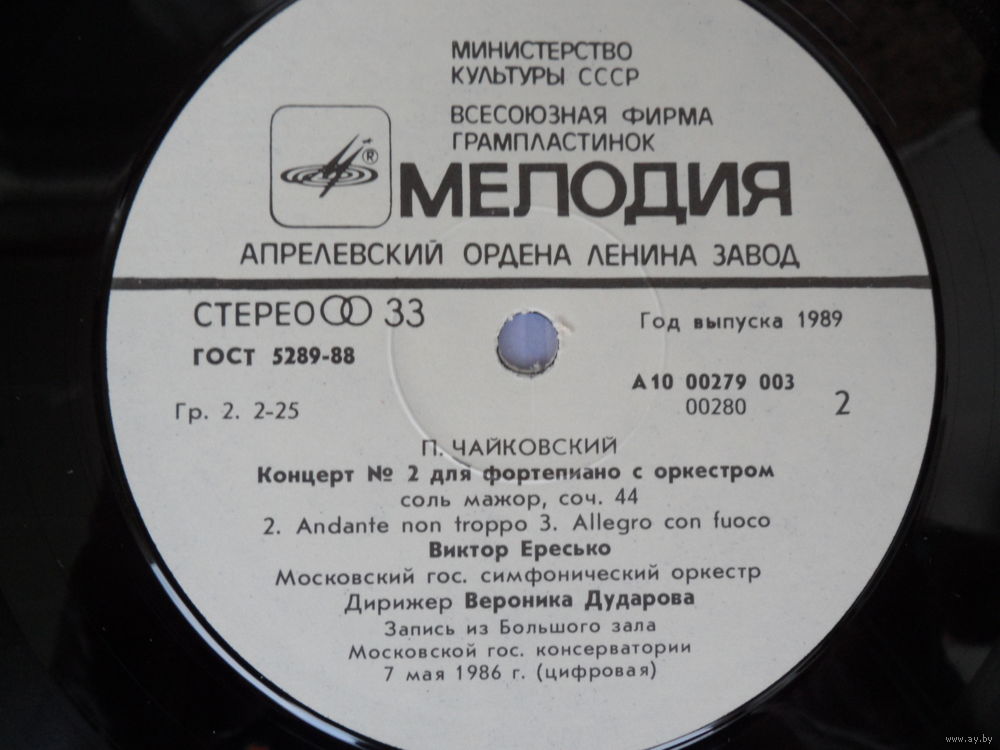 МИНИСТЕРСТВО
КУЛЬТУРЫ СССР
ВСЕСОЮЗНАЯ ФИРМА
ГРАМПЛАСТИНОК
®
МЕЛОДИЯ
АПРЕЛЕВСКИЙ ОРДЕНА ЛЕНИНА ЗАВОД
СТЕРЕО 33
Год выпуска 1989
ГОСТ 5289-88
А10 00279 003
Гр. 2. 2-25
00280 2
П. ЧАЙКОВСКИЙ
Концерт № 2 для фортепиано с оркестром
соль мажор, соч. 44
2. Andante non troppo 3. Allegro con fuoco
Виктор Ересько
Московский гос. симфонический оркестр
Дирижер Вероника Дударова
Запись из Большого зала
Московской гос. консерватории
7 мая 1986 г. (цифровая)
www.ay.by